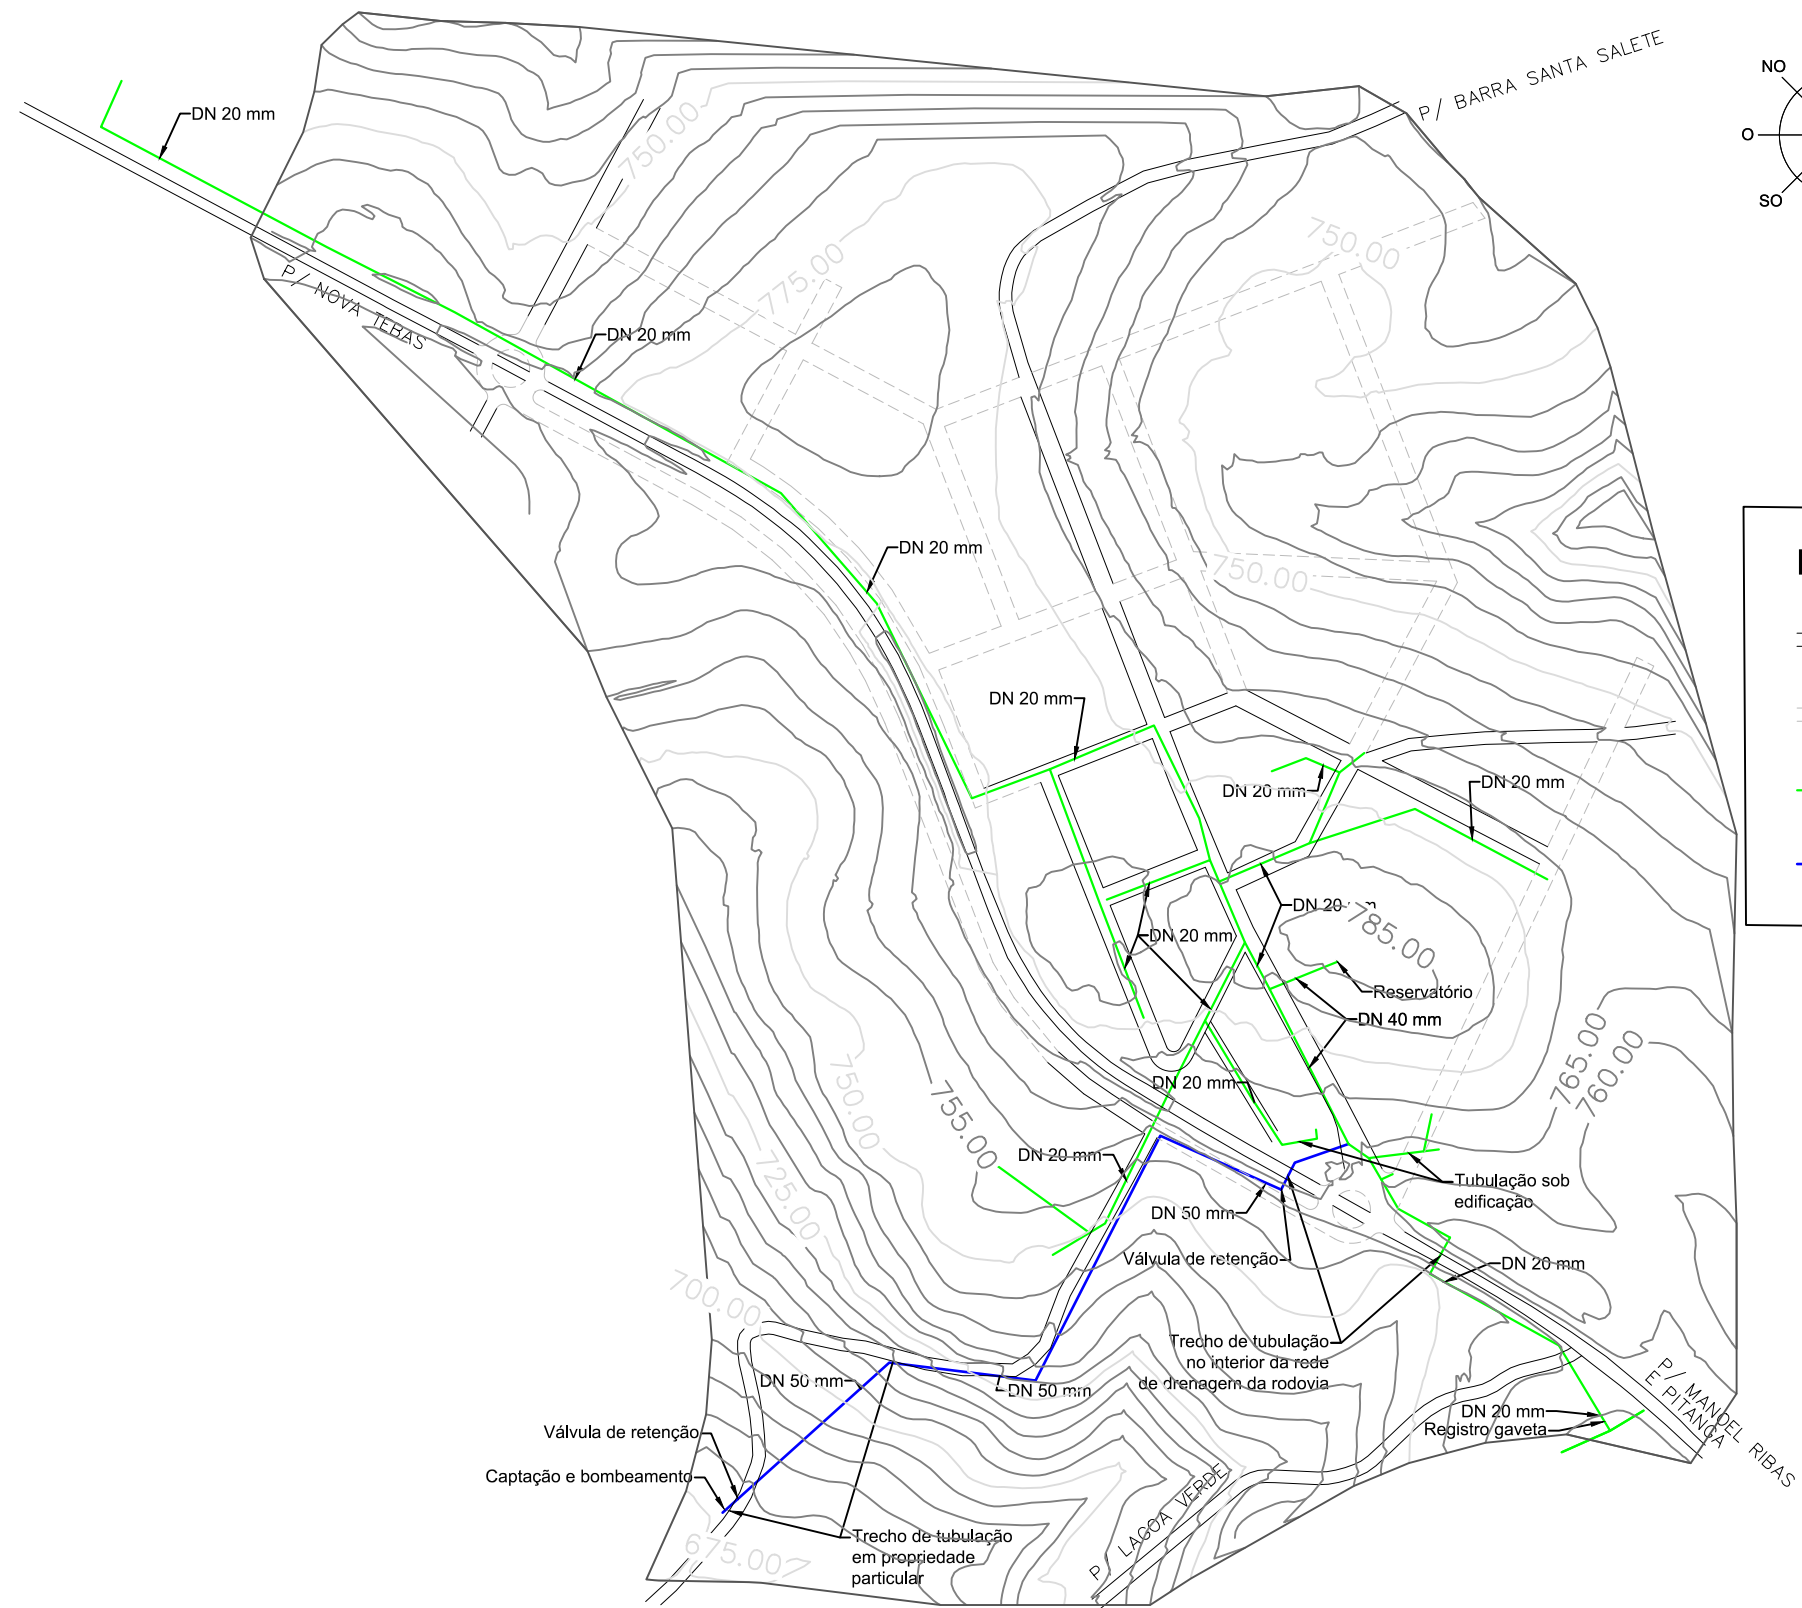 P/ BARRA SANTA SALETE
NO
O
SO
DN 20 mm
750.00
750.00
775.00
P/ NOVA TEBAS
DN 20 mm
DN 20 mm
750.00
DN 20 mm
DN 20 mm
DN 20 mm
DN 20
785.00
DN 20 mm
Reservatório
DN 40 mm
765.00
760.00
750.00
755.00
DN 20 mm
DN 20 mm
725.00
Tubulação sob
edificação
DN 50 mm
Válvula de retenção
DN 20 mm
700.00
Trecho de tubulação
no interior da rede
de drenagem da rodovia
DN 50 mm
DN 50 mm
P/ MANOEL RIBAS
E PITANGA
DN 20 mm
Registro gaveta
Válvula de retenção
Captação e bombeamento
P/ LAGOA VERDE
Trecho de tubulação
em propriedade
particular
675.00